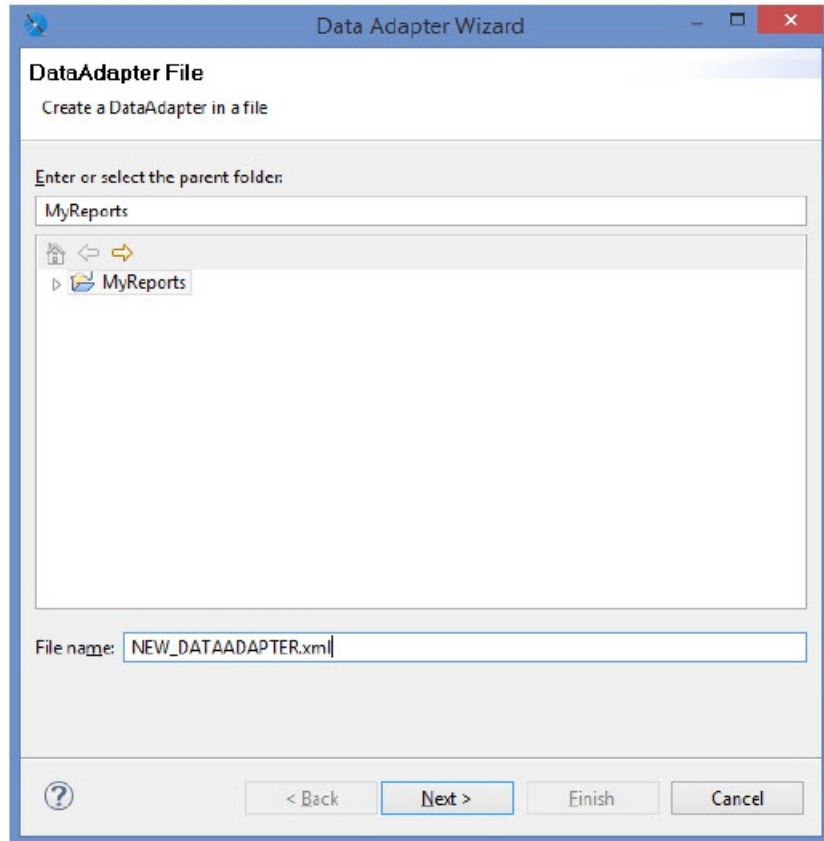 Data Adapter Wizard
DataAdapter File
Create a DataAdapter in a file
Enter or select the parent folder:
MyReports
MyReports
File name: NEW_DATAADAPTER.xml
? < Back Next > Finish Cancel